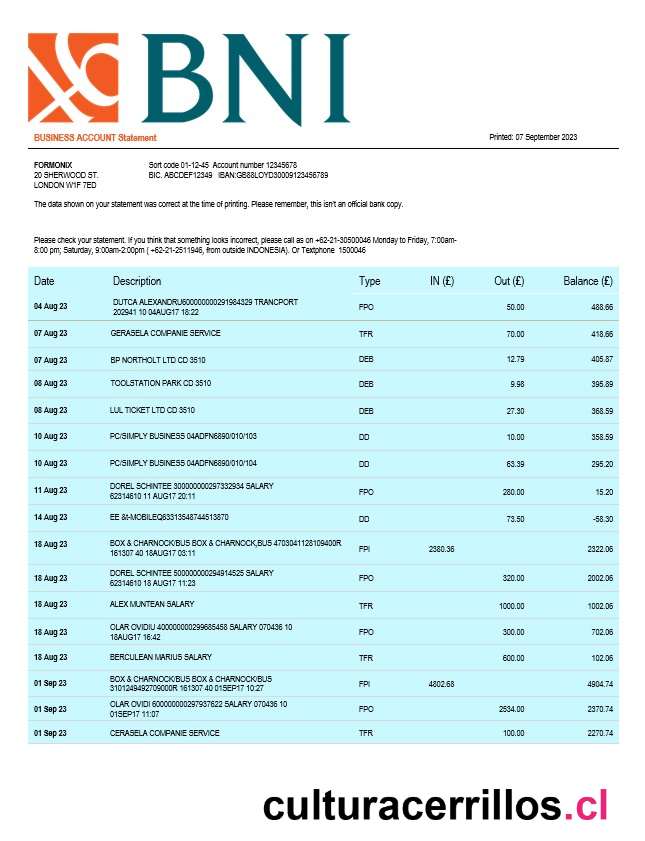 BNI
BUSINESS ACCOUNT Statement
Printed: 07 September 2023
FORMONIX Sort code 01-12-45 Account number 12345678
20 SHERWOOD ST. BIC. ABCDEF12349 IBAN:GB88LOYD30009123456789
LONDON W1F 7ED
The data shown on your statement was correct at the time of printing. Please remember, this isn't an official bank copy.
Please check your statement. If you think that something looks incorrect, please call as on +62-21-30500046 Monday to Friday, 7:00am-
8:00 pm; Saturday, 9:00am-2:00pm ( +62-21-2511946, from outside INDONESIA). Or Textphone 1500046
Date Description Type IN (£) Out (£) Balance (£)
04 Aug 23 DUTCA ALEXANDRU600000000291984329 TRANCPORT
202941 10 04AUG17 18:22 FPO 50.00 488.66
07 Aug 23 GERASELA COMPANIE SERVICE TFR 70.00 418.66
07 Aug 23 BP NORTHOLT LTD CD 3510 DEB 12.79 405.87
08 Aug 23 TOOLSTATION PARK CD 3510 DEB 9.98 395.89
08 Aug 23 LUL TICKET LTD CD 3510 DEB 27.30 368.59
10 Aug 23 PC/SIMPLY BUSINESS 04ADFN6890/010/103 DD 10.00 358.59
10 Aug 23 PC/SIMPLY BUSINESS 04ADFN6890/010/104 DD 63.39 295.20
11 Aug 23 DOREL SCHINTEE 300000000297332934 SALARY
62314610 11 AUG17 20:11 FPO 280.00 15.20
14 Aug 23 EE &t-MOBILEQ63313548744513870 DD 73.50 -58.30
18 Aug 23 BOX & CHARNOCK/BUS BOX & CHARNOCK,BUS 4703041128109400R
161307 40 18AUG17 03:11 FPI 2380.36 2322.06
18 Aug 23 DOREL SCHINTEE 500000000294914525 SALARY
62314610 18 AUG17 11:23 FPO 320.00 2002.06
18 Aug 23 ALEX MUNTEAN SALARY TFR 1000.00 1002.06
18 Aug 23 OLAR OVIDIU 400000000299685458 SALARY 070436 10
18AUG17 16:42 FPO 300.00 702.06
18 Aug 23 BERCULEAN MARIUS SALARY TFR 600.00 102.06
01 Sep 23 BOX & CHARNOCK/BUS BOX & CHARNOCK/BUS
3101249492709000R 161307 40 01SEP17 10:27 FPI 4802.68 4904.74
01 Sep 23 OLAR OVIDI 600000000297937622 SALARY 070436 10
01SEP17 11:07 FPO 2534.00 2370.74
01 Sep 23 CERASELA COMPANIE SERVICE TFR 100.00 2270.74
culturacerrillos.cl